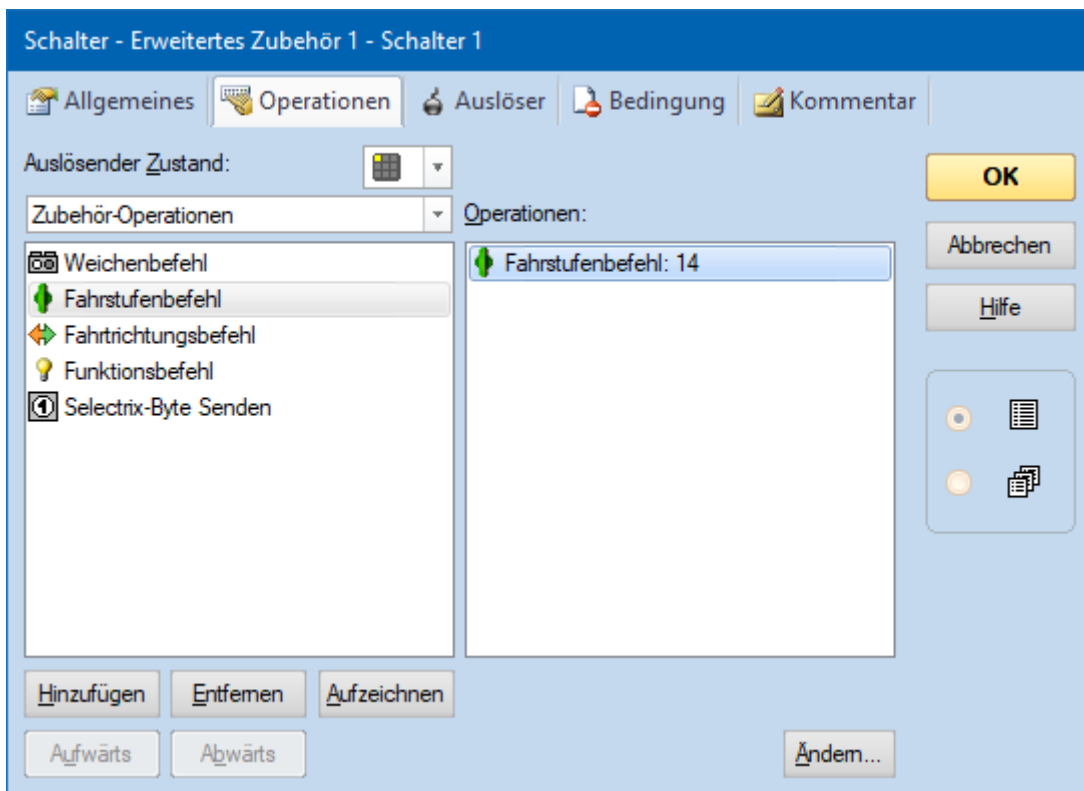 Schalter - Erweitertes Zubehör 1 - Schalter 1
Allgemeines Operationen Auslöser Bedingung Kommentar
Auslösender Zustand:
OK
Zubehör-Operationen
Operationen:
Abbrechen
Weichenbefehl
Fahrstufenbefehl: 14
Fahrstufenbefehl
Hilfe
Fahrtrichtungsbefehl
Funktionsbefehl
Selectrix-Byte Senden
Hinzufügen Entfernen Aufzeichnen
Aufwärts Abwärts Ändern...